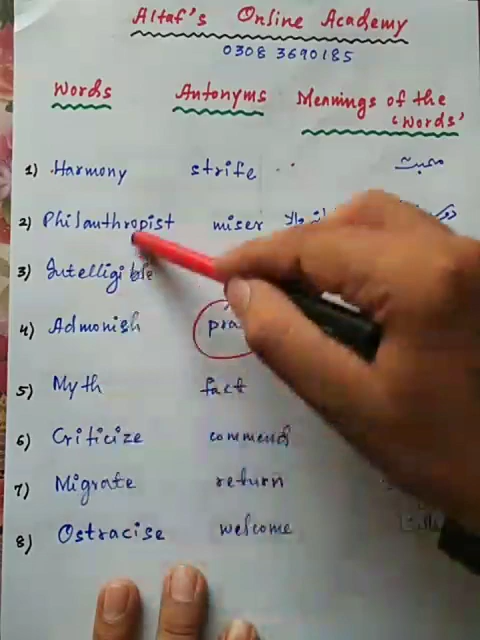 Altaf's Online Academy
0308 3690185
Words Antonyms Meanings of the 'Words'
1) Harmony strife محبت
2) Philanthropist miser
3) Intelligible
4) Admonish
5) Myth fact
6) Criticize commend
7) Migrate return
8) Ostracise welcome